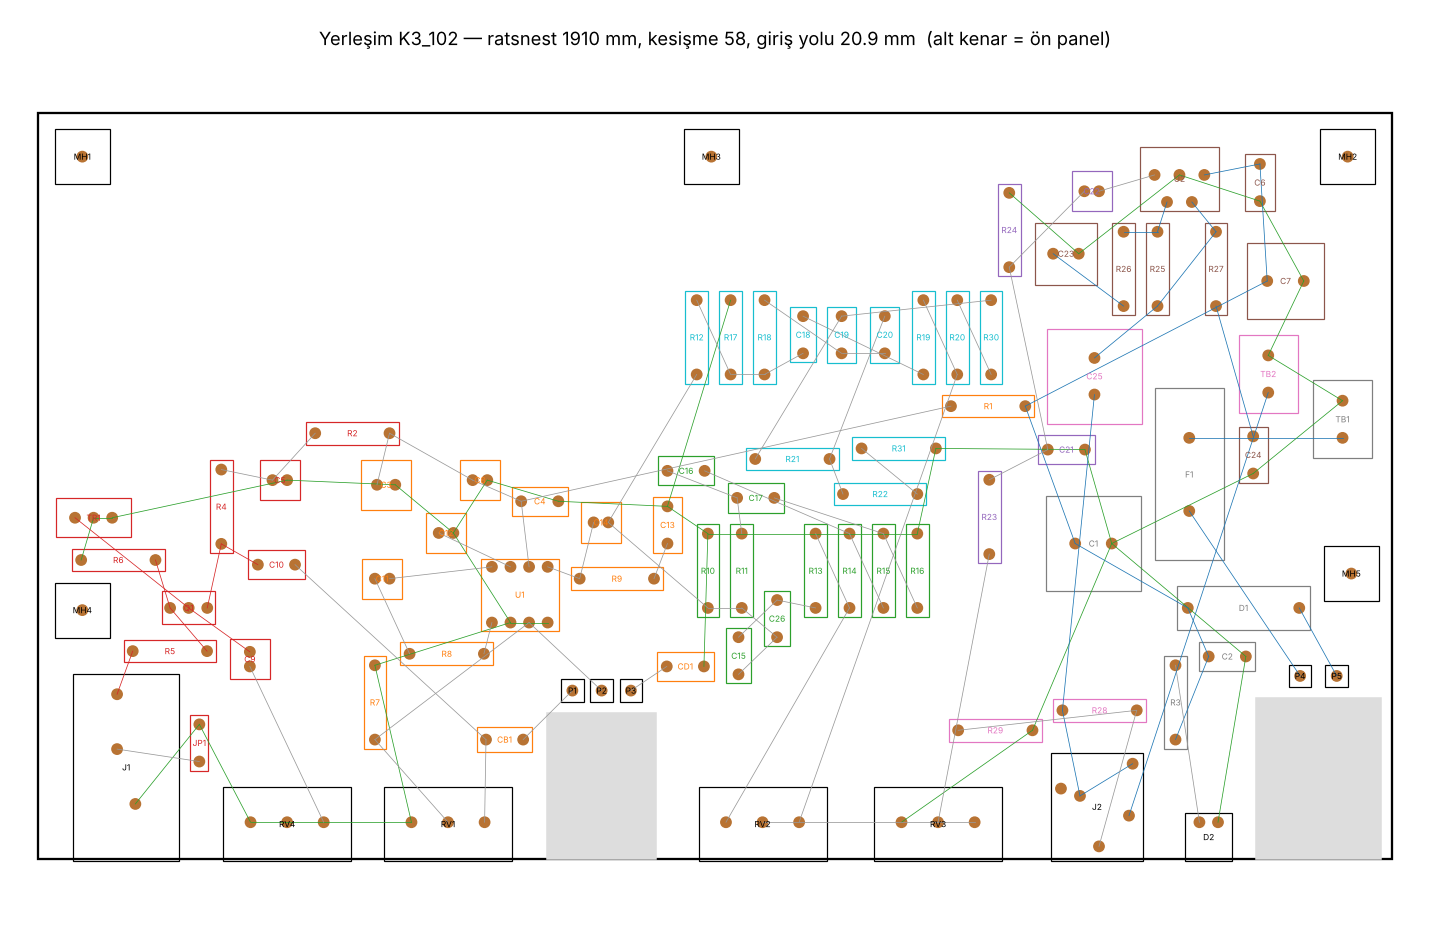 Yerleşim K3_102 — ratsnest 1910 mm, kesişme 58, giriş yolu 20.9 mm (alt kenar = ön panel)
MH1
MH3
MH2
C6
R24
C23
R26
R25
R27
C7
R12
R17
R18
C18
C19
C20
R19
R20
R30
C25
TB2
R1
TB1
R2
R31
C21
C24
R21
C16
F1
R4
R22
C17
C4
C13
R23
C1
R6
C10
R9
R10
R11
R13
R14
R15
R16
MH5
U1
MH4
D1
C26
R5
R8
C15
C2
CD1
P4
P5
P1
P2
P3
R7
R3
R28
R29
JP1
CB1
J1
J2
RV4
RV1
RV2
RV3
D2